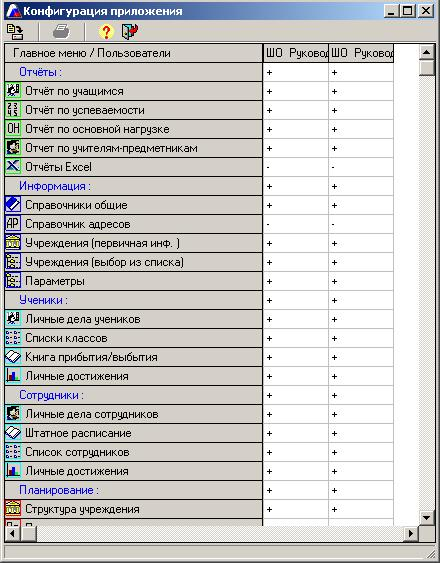 Конфигурация приложения
Главное меню / Пользователи ШО Руковод ШО Руковод
Отчёты : + +
Отчёт по учащимся + +
Отчёт по успеваемости + +
ОН Отчёт по основной нагрузке + +
Отчет по учителям-предметникам + +
Отчёты Excel - -
Информация : + +
Справочники общие + +
АР Справочник адресов - -
Учреждения (первичная инф. ) + +
Учреждения (выбор из списка) + +
Параметры + +
Ученики : + +
Личные дела учеников + +
Списки классов + +
Книга прибытия/выбытия + +
Личные достижения + +
Сотрудники : + +
Личные дела сотрудников + +
Штатное расписание + +
Список сотрудников + +
Личные достижения + +
Планирование : + +
Структура учреждения + +